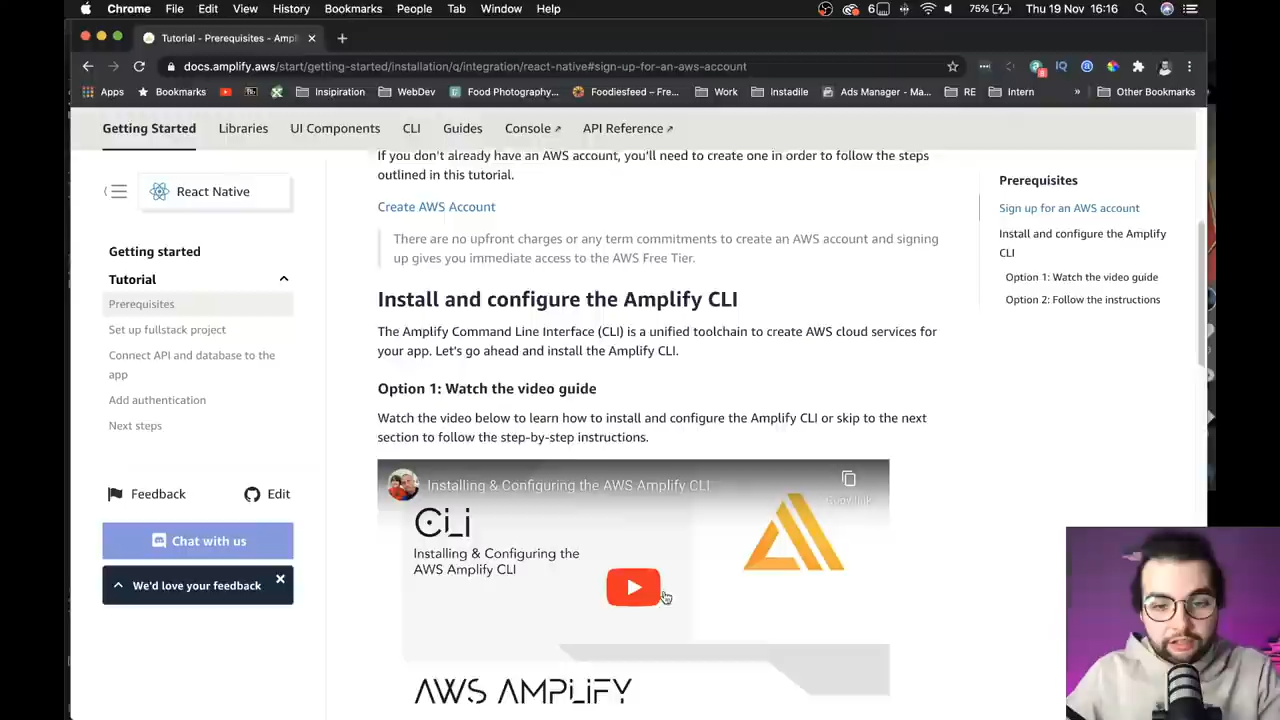 Chrome File Edit View History Bookmarks People Tab Window Help 6 75% Thu 19 Nov 16:16
Tutorial - Prerequisites - Ampl
docs.amplify.aws/start/getting-started/installation/q/integration/react-native#sign-up-for-an-aws-account
Apps Bookmarks Insipiration WebDev Food Photography... Foodiesfeed – Fre... Work Instadile Ads Manager - Ma... RE Intern » Other Bookmarks
Getting Started Libraries UI Components CLI Guides Console API Reference
If you don't already have an AWS account, you'll need to create one in order to follow the steps
outlined in this tutorial.
Create AWS Account
There are no upfront charges or any term commitments to create an AWS account and signing
up gives you immediate access to the AWS Free Tier.
Install and configure the Amplify CLI
The Amplify Command Line Interface (CLI) is a unified toolchain to create AWS cloud services for
your app. Let's go ahead and install the Amplify CLI.
Option 1: Watch the video guide
Watch the video below to learn how to install and configure the Amplify CLI or skip to the next
section to follow the step-by-step instructions.
Installing & Configuring the AWS Amplify CLI
Copy link
CLi
Installing & Configuring the
AWS Amplify CLI
AWS AMPLiFY
React Native
Getting started
Tutorial
Prerequisites
Set up fullstack project
Connect API and database to the
app
Add authentication
Next steps
Feedback Edit
Chat with us
We'd love your feedback
Prerequisites
Sign up for an AWS account
Install and configure the Amplify
CLI
Option 1: Watch the video guide
Option 2: Follow the instructions